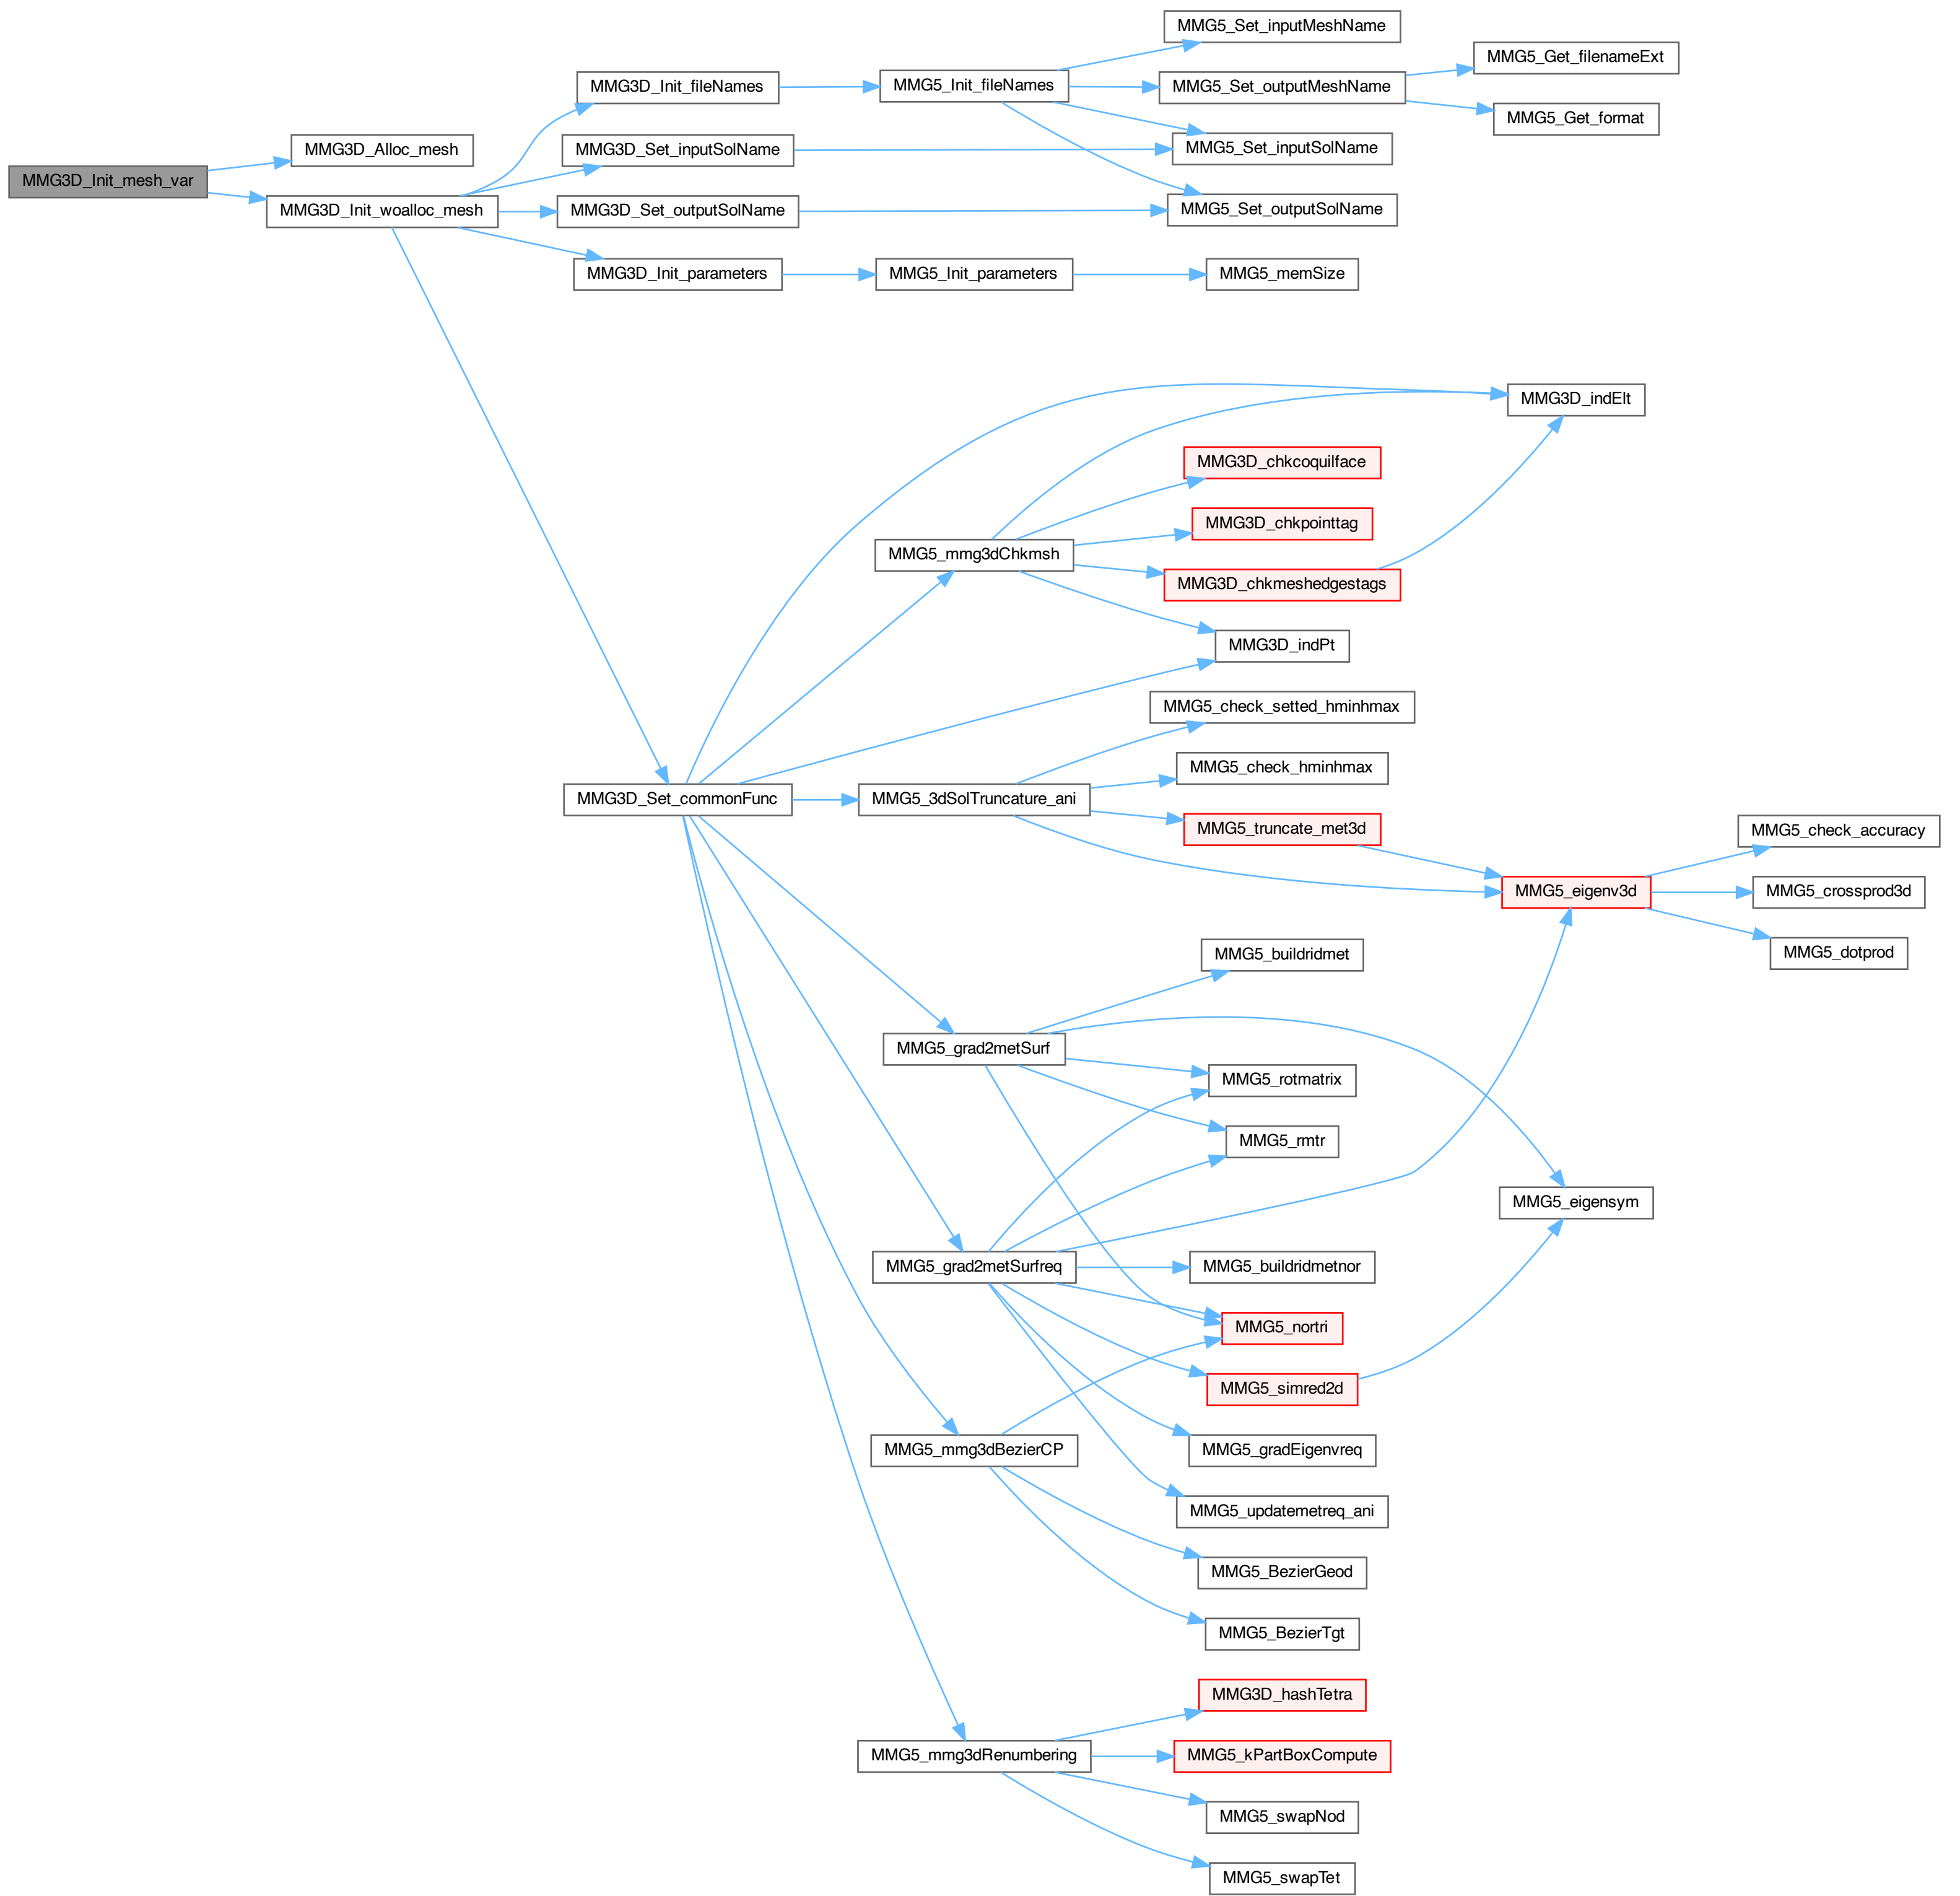 MMG5_Set_inputMeshName
MMG5_Get_filenameExt
MMG3D_Init_fileNames
MMG5_Init_fileNames
MMG5_Set_outputMeshName
MMG5_Get_format
MMG3D_Alloc_mesh
MMG3D_Set_inputSolName
MMG5_Set_inputSolName
MMG3D_Init_mesh_var
MMG3D_Init_woalloc_mesh
MMG3D_Set_outputSolName
MMG5_Set_outputSolName
MMG3D_Init_parameters
MMG5_Init_parameters
MMG5_memSize
MMG3D_indElt
MMG3D_chkcoquilface
MMG3D_chkpointtag
MMG5_mmg3dChkmsh
MMG3D_chkmeshedgestags
MMG3D_indPt
MMG5_check_setted_hminhmax
MMG5_check_hminhmax
MMG3D_Set_commonFunc
MMG5_3dSolTruncature_ani
MMG5_truncate_met3d
MMG5_check_accuracy
MMG5_eigenv3d
MMG5_crossprod3d
MMG5_dotprod
MMG5_buildridmet
MMG5_grad2metSurf
MMG5_rotmatrix
MMG5_rmtr
MMG5_eigensym
MMG5_grad2metSurfreq
MMG5_buildridmetnor
MMG5_nortri
MMG5_simred2d
MMG5_mmg3dBezierCP
MMG5_gradEigenvreq
MMG5_updatemetreq_ani
MMG5_BezierGeod
MMG5_BezierTgt
MMG3D_hashTetra
MMG5_mmg3dRenumbering
MMG5_kPartBoxCompute
MMG5_swapNod
MMG5_swapTet